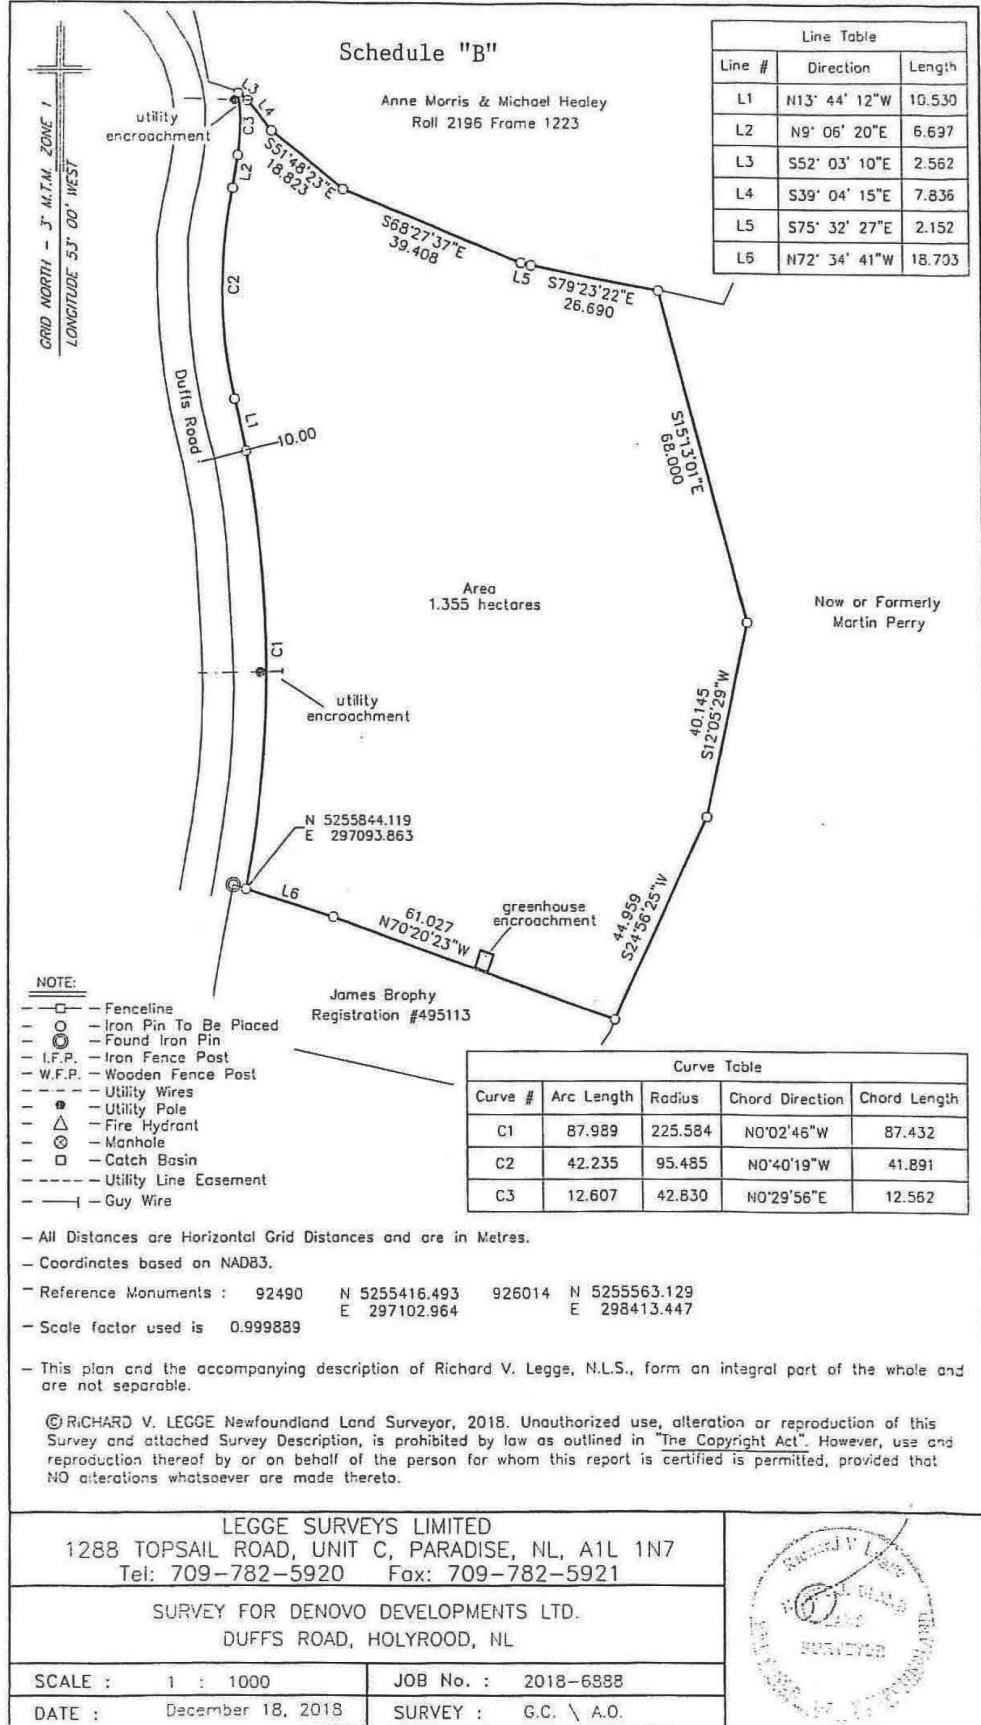 Schedule "B"
GRID NORTH - 3° M.T.M. ZONE 1
LONGITUDE 53° 00' WEST
Anne Morris & Michael Healey
Roll 2196 Frame 1223
Line Table
Line # Direction Length
L1 N13° 44' 12"W 10.530
L2 N9° 06' 20"E 6.697
L3 S52° 03' 10"E 2.562
L4 S39° 04' 15"E 7.836
L5 S75° 32' 27"E 2.152
L6 N72° 34' 41"W 18.703
utility
encroachment
L3
L4
C3
L2
S51°48'23"E
18.823
S68°27'37"E
39.408
L5
S79°23'22"E
26.690
C2
Duffs Road
L1
10.00
S15°13'01"E
68.000
Area
1.355 hectares
Now or Formerly
Martin Perry
C1
utility
encroachment
40.145
S12°05'29"W
N 5255844.119
E 297093.863
L6
61.027
N70°20'23"W
greenhouse
encroachment
44.959
S24°56'25"W
James Brophy
Registration #495113
NOTE:
- Fenceline
- Iron Pin To Be Placed
- Found Iron Pin
- I.F.P. - Iron Fence Post
- W.F.P. - Wooden Fence Post
- Utility Wires
- Utility Pole
- Fire Hydrant
- Manhole
- Catch Basin
- Utility Line Easement
- Guy Wire
Curve Table
Curve # Arc Length Radius Chord Direction Chord Length
C1 87.989 225.584 N0°02'46"W 87.432
C2 42.235 95.485 N0°40'19"W 41.891
C3 12.607 42.830 N0°29'56"E 12.562
- All Distances are Horizontal Grid Distances and are in Metres.
- Coordinates based on NAD83.
- Reference Monuments : 92490 N 5255416.493 926014 N 5255563.129
E 297102.964 E 298413.447
- Scale factor used is 0.999889
- This plan and the accompanying description of Richard V. Legge, N.L.S., form an integral part of the whole and
are not separable.
© RICHARD V. LEGGE Newfoundland Land Surveyor, 2018. Unauthorized use, alteration or reproduction of this
Survey and attached Survey Description, is prohibited by law as outlined in "The Copyright Act". However, use and
reproduction thereof by or on behalf of the person for whom this report is certified is permitted, provided that
NO alterations whatsoever are made thereto.
LEGGE SURVEYS LIMITED
1288 TOPSAIL ROAD, UNIT C, PARADISE, NL, A1L 1N7
Tel: 709-782-5920 Fax: 709-782-5921
SURVEY FOR DENOVO DEVELOPMENTS LTD.
DUFFS ROAD, HOLYROOD, NL
SCALE : 1 : 1000 JOB No. : 2018-6888
DATE : December 18, 2018 SURVEY : G.C. \ A.O.
LAND
SURVEYOR